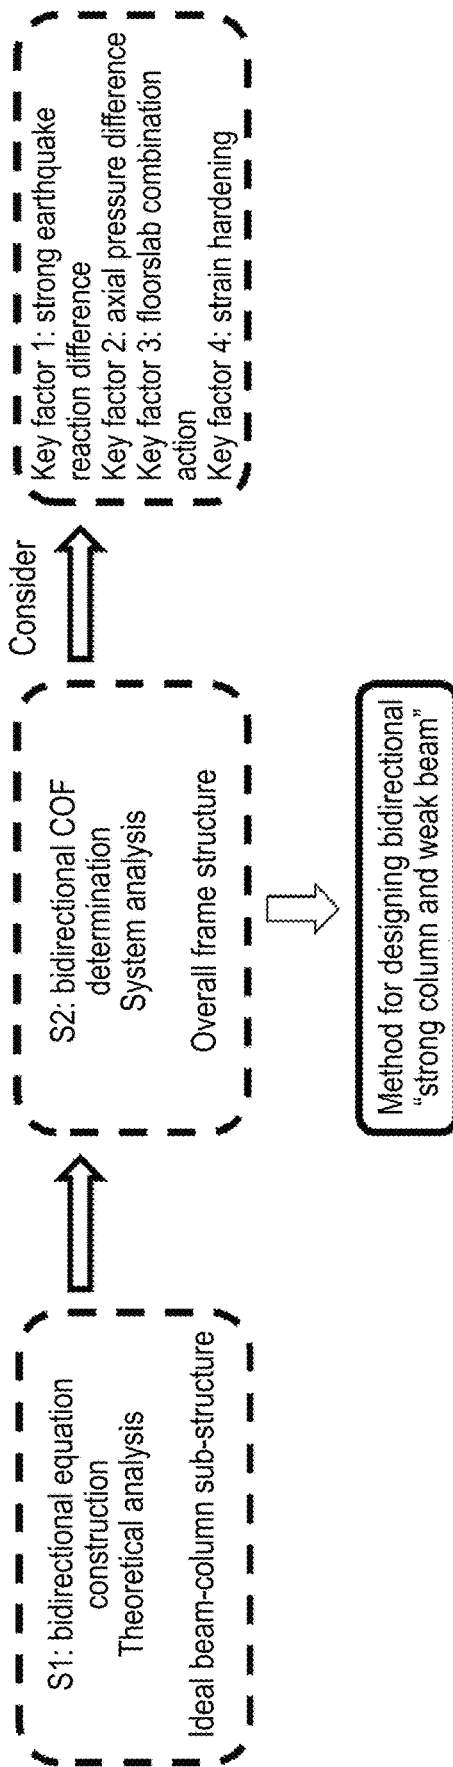 S1: bidirectional equation
construction
Theoretical analysis
Ideal beam-column sub-structure
S2: bidirectional COF
determination
System analysis
Overall frame structure
Consider
Key factor 1: strong earthquake
reaction difference
Key factor 2: axial pressure difference
Key factor 3: floorslab combination
action
Key factor 4: strain hardening
Method for designing bidirectional
“strong column and weak beam”